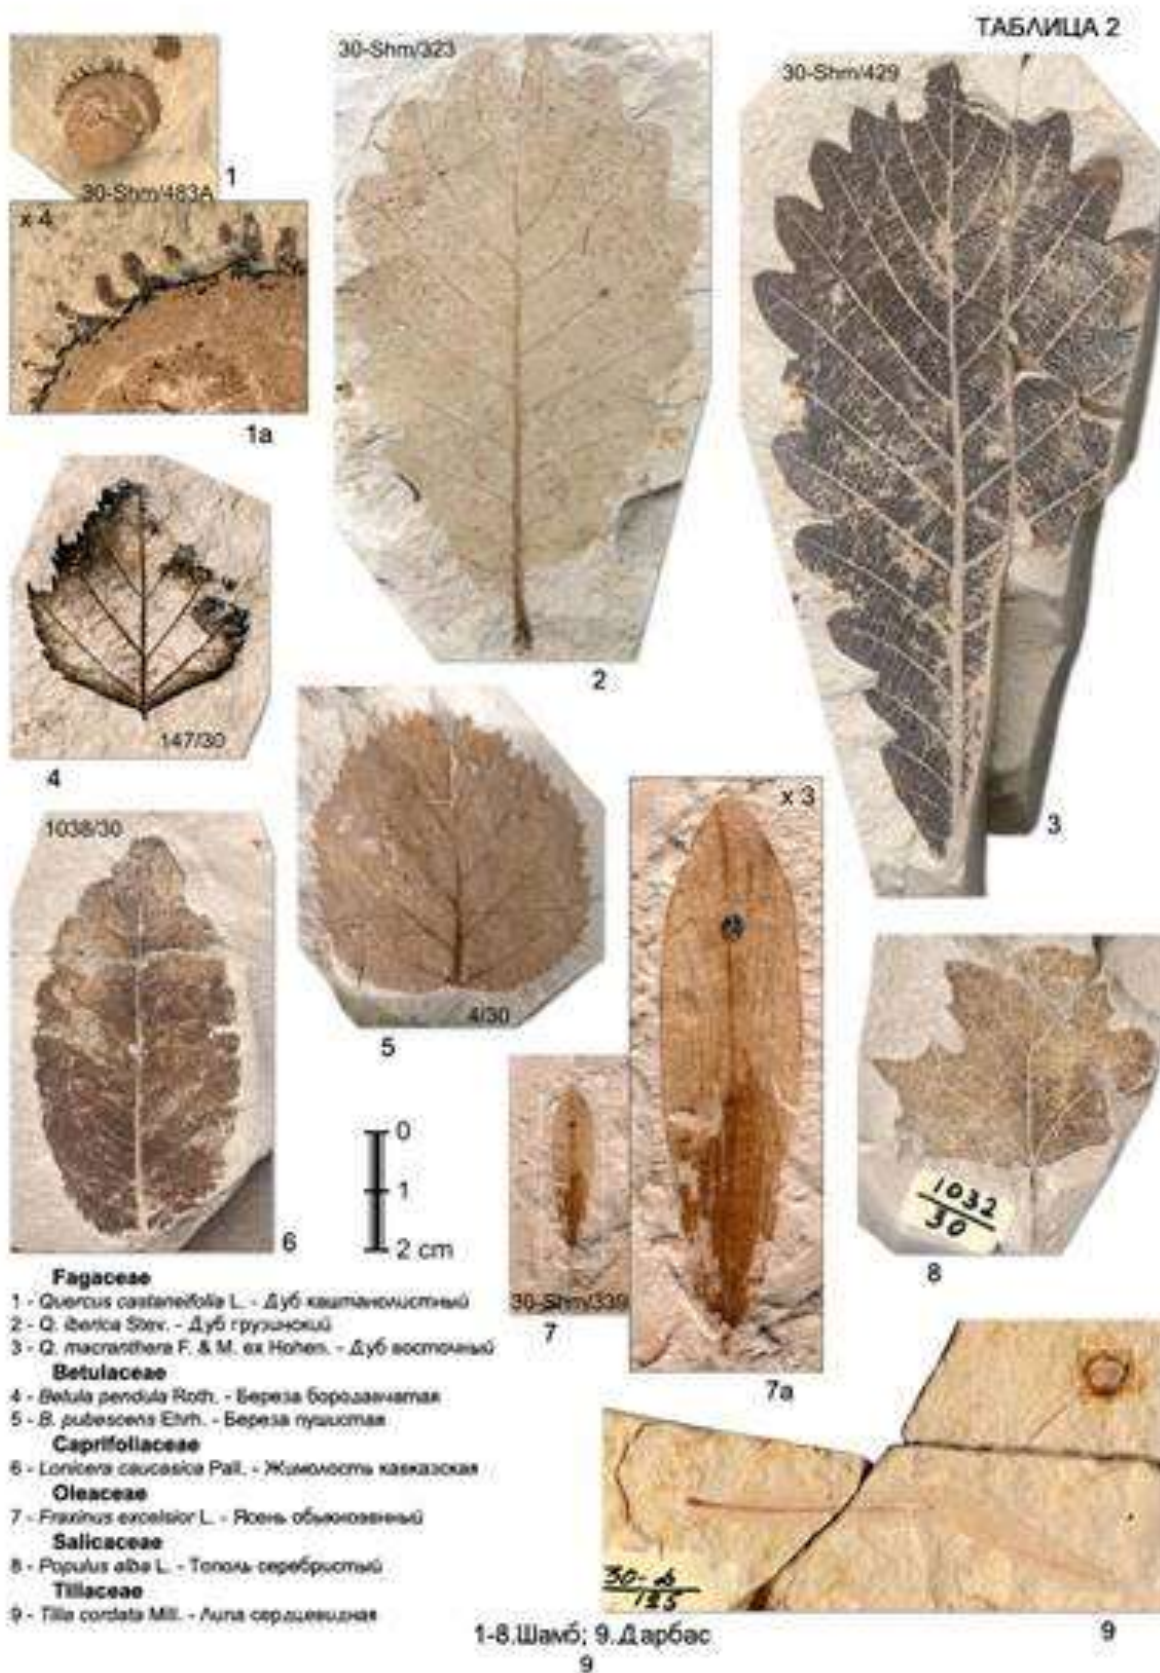 ТАБЛИЦА 2
30-Shm/323
30-Shm/429
1
30-Shm/483A
x 4
1a
2
147/30
4
3
1038/30
x 3
4/30
5
0
1
2 cm
6
30-Shm/339
7
7a
1032
30
8
Fagaceae
1 - Quercus castaneifolia L. - Дуб каштанолистный
2 - Q. iberica Stev. - Дуб грузинский
3 - Q. macranthera F. & M. ex Hohen. - Дуб восточный
Betulaceae
4 - Betula pendula Roth. - Береза бородавчатая
5 - B. pubescens Ehrh. - Береза пушистая
Caprifoliaceae
6 - Lonicera caucasica Pall. - Жимолость кавказская
Oleaceae
7 - Fraxinus excelsior L. - Ясень обыкновенный
Salicaceae
8 - Populus alba L. - Тополь серебристый
Tiliaceae
9 - Tilia cordata Mill. - Липа сердцевидная
125
9
1-8.Шамб; 9.Дарбас
9